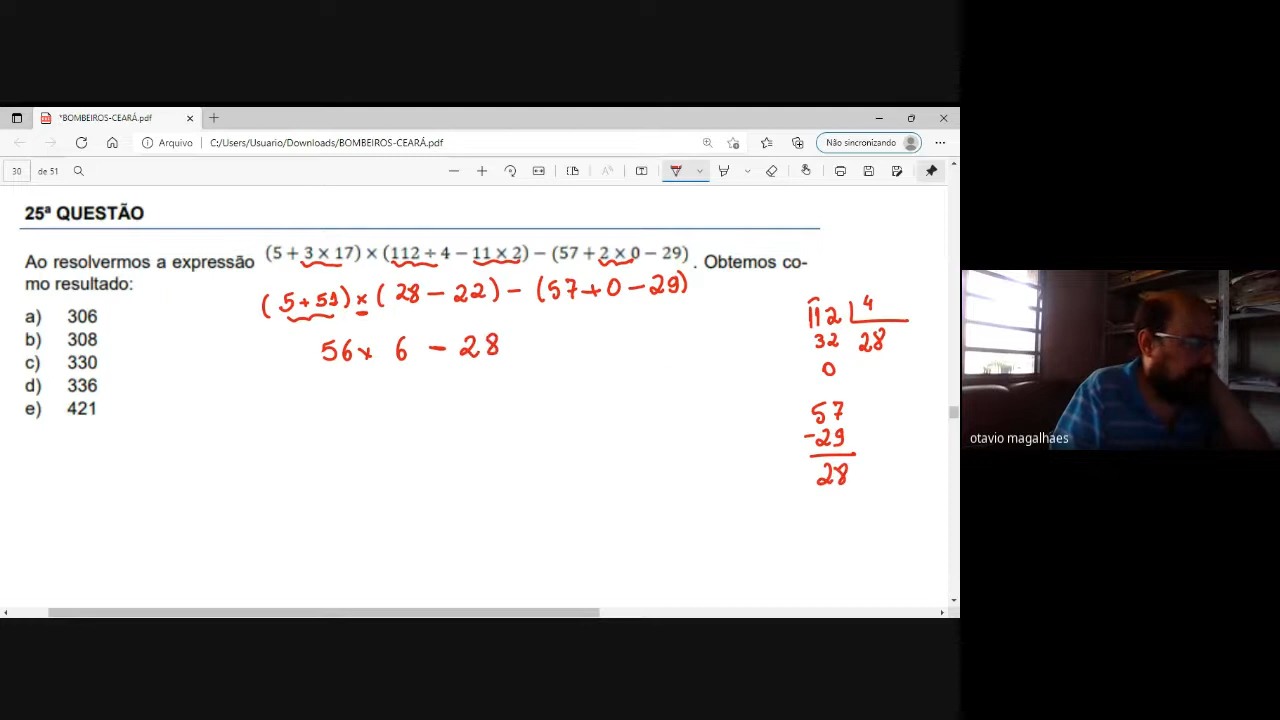 *BOMBEIROS-CEARÁ.pdf
Arquivo C:/Users/Usuario/Downloads/BOMBEIROS-CEARÁ.pdf Não sincronizando
30 de 51
25ª QUESTÃO
Ao resolvermos a expressão (5 + 3 × 17) × (112 ÷ 4 − 11 × 2) − (57 + 2 × 0 − 29) . Obtemos co-
mo resultado:
(5+51) × (28 − 22) − (57+0−29)
56 × 6 − 28
a) 306
b) 308
c) 330
d) 336
e) 421
112 4
32 28
0
57
-29
28
otavio magalhaes